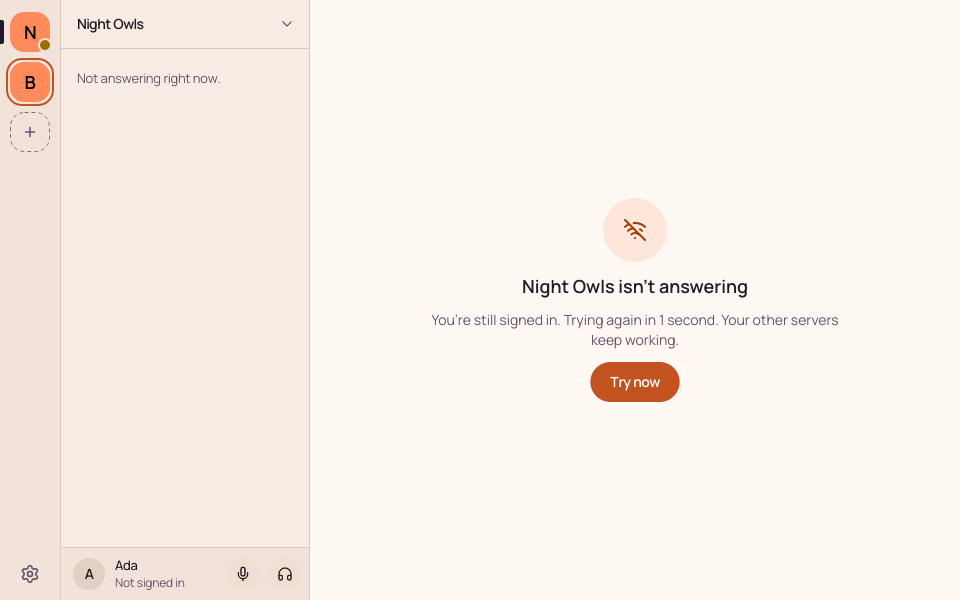 N
B
Night Owls
Not answering right now.
Night Owls isn't answering
You're still signed in. Trying again in 1 second. Your other servers
keep working.
Try now
A
Ada
Not signed in